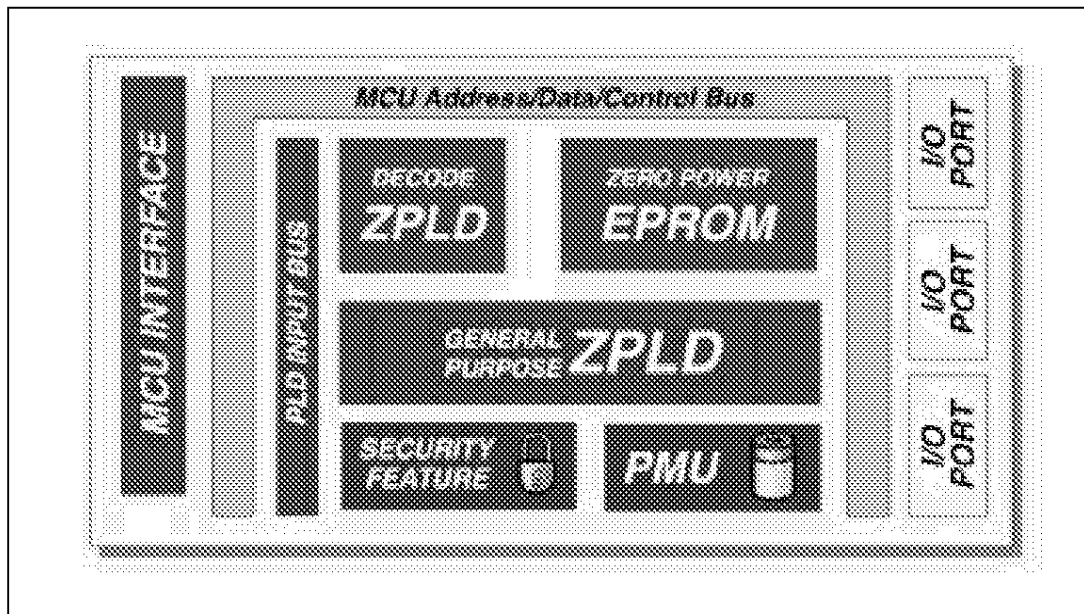 MCU INTERFACE
MCU Address/Data/Control Bus
PLD INPUT BUS
DECODE
ZPLD
ZERO POWER
EPROM
GENERAL
PURPOSE
ZPLD
SECURITY
FEATURE
PMU
I/O
PORT
I/O
PORT
I/O
PORT